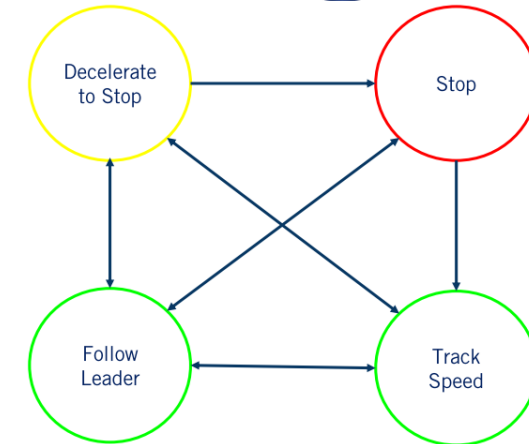 Decelerate
to Stop
Stop
Follow
Leader
Track
Speed